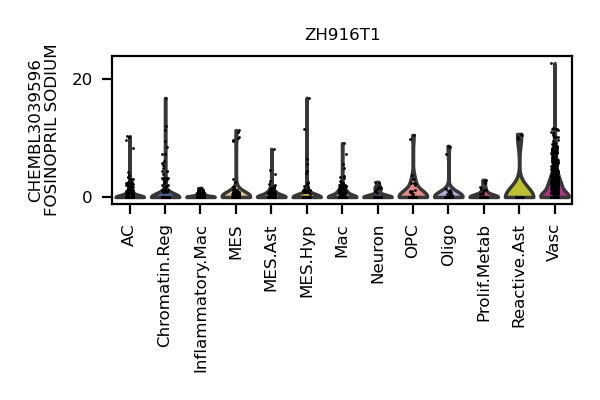 ZH916T1
CHEMBL3039596
FOSINOPRIL SODIUM
20
0
AC
Chromatin.Reg
Inflammatory.Mac
MES
MES.Ast
MES.Hyp
Mac
Neuron
OPC
Oligo
Prolif.Metab
Reactive.Ast
Vasc